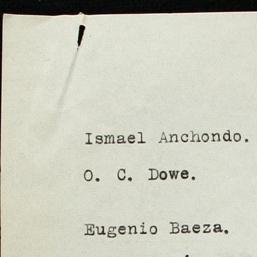 Ismael Anchondo.
O. C. Dowe.
Eugenio Baeza.